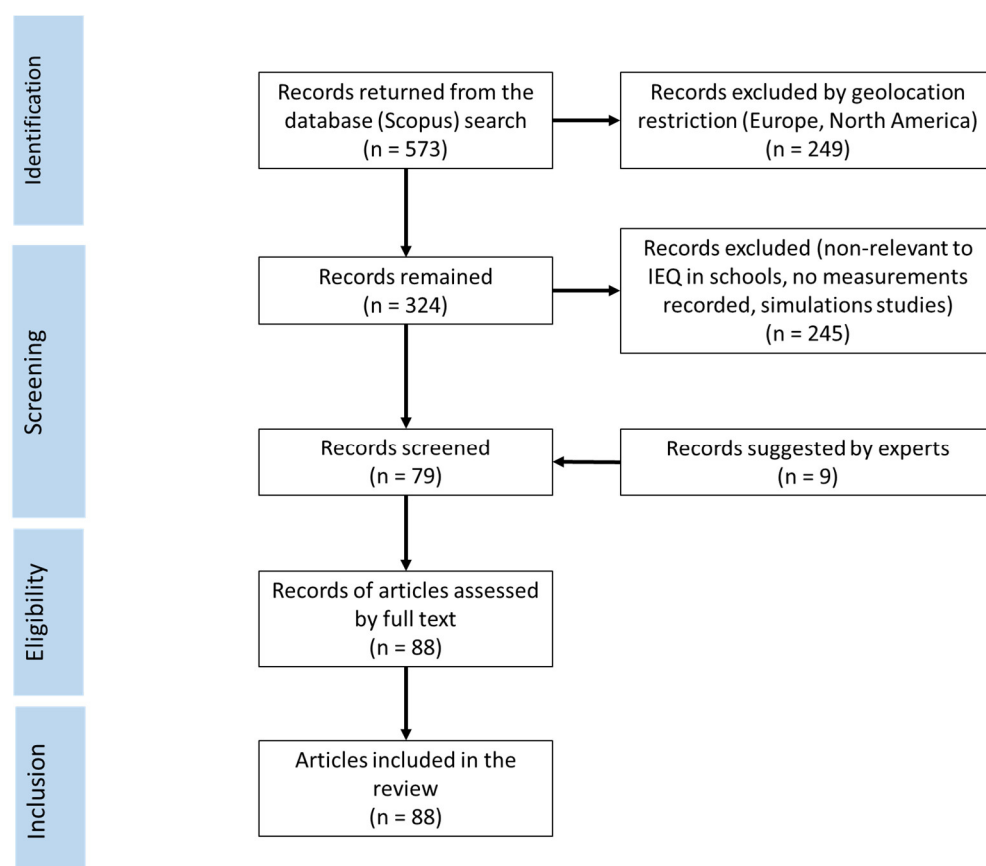 Identification
Records returned from the
database (Scopus) search
(n = 573)
Records excluded by geolocation
restriction (Europe, North America)
(n = 249)
Screening
Records remained
(n = 324)
Records excluded (non-relevant to
IEQ in schools, no measurements
recorded, simulations studies)
(n = 245)
Records screened
(n = 79)
Records suggested by experts
(n = 9)
Eligibility
Records of articles assessed
by full text
(n = 88)
Inclusion
Articles included in the
review
(n = 88)